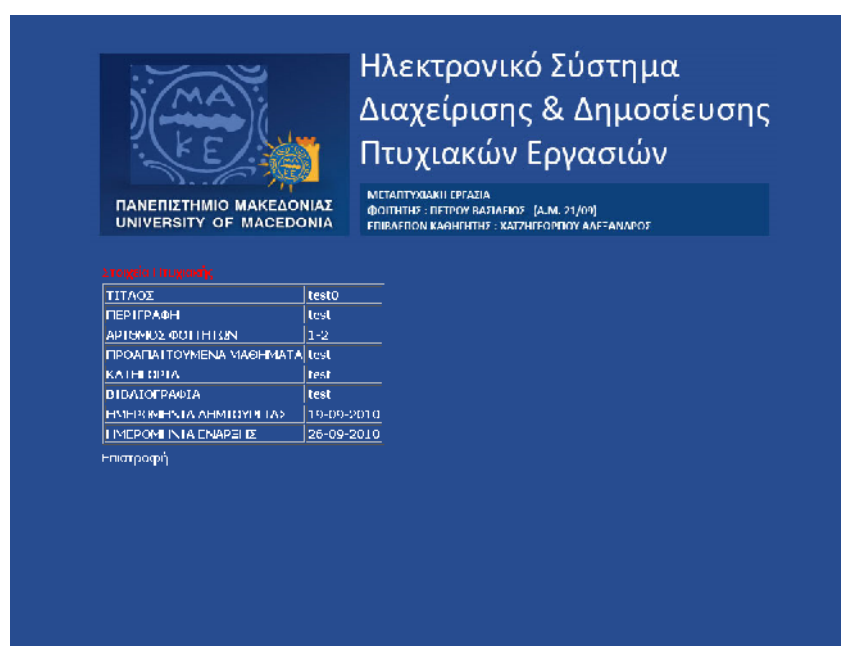 Ηλεκτρονικό Σύστημα
Διαχείρισης & Δημοσίευσης
Πτυχιακών Εργασιών
ΜΑ
ΚΕ
ΠΑΝΕΠΙΣΤΗΜΙΟ ΜΑΚΕΔΟΝΙΑΣ
UNIVERSITY OF MACEDONIA
ΜΕΤΑΠΤΥΧΙΑΚΗ ΕΡΓΑΣΙΑ
ΦΟΙΤΗΤΗΣ : ΠΕΤΡΟΥ ΒΑΣΙΛΕΙΟΣ [Α.Μ. 21/09]
ΕΠΙΒΛΕΠΩΝ ΚΑΘΗΓΗΤΗΣ : ΧΑΤΖΗΓΕΩΡΓΙΟΥ ΑΛΕΞΑΝΔΡΟΣ
Στοιχεία Πτυχιακής
ΤΙΤΛΟΣ test0
ΠΕΡΙΓΡΑΦΗ test
ΑΡΙΘΜΟΣ ΦΟΙΤΗΤΩΝ 1-2
ΠΡΟΑΠΑΙΤΟΥΜΕΝΑ ΜΑΘΗΜΑΤΑ test
ΚΑΤΗΓΟΡΙΑ test
ΒΙΒΛΙΟΓΡΑΦΙΑ test
ΗΜΕΡΟΜΗΝΙΑ ΔΗΜΙΟΥΡΓΙΑΣ 19-09-2010
ΗΜΕΡΟΜΗΝΙΑ ΕΝΑΡΞΗΣ 26-09-2010
Επιστροφή